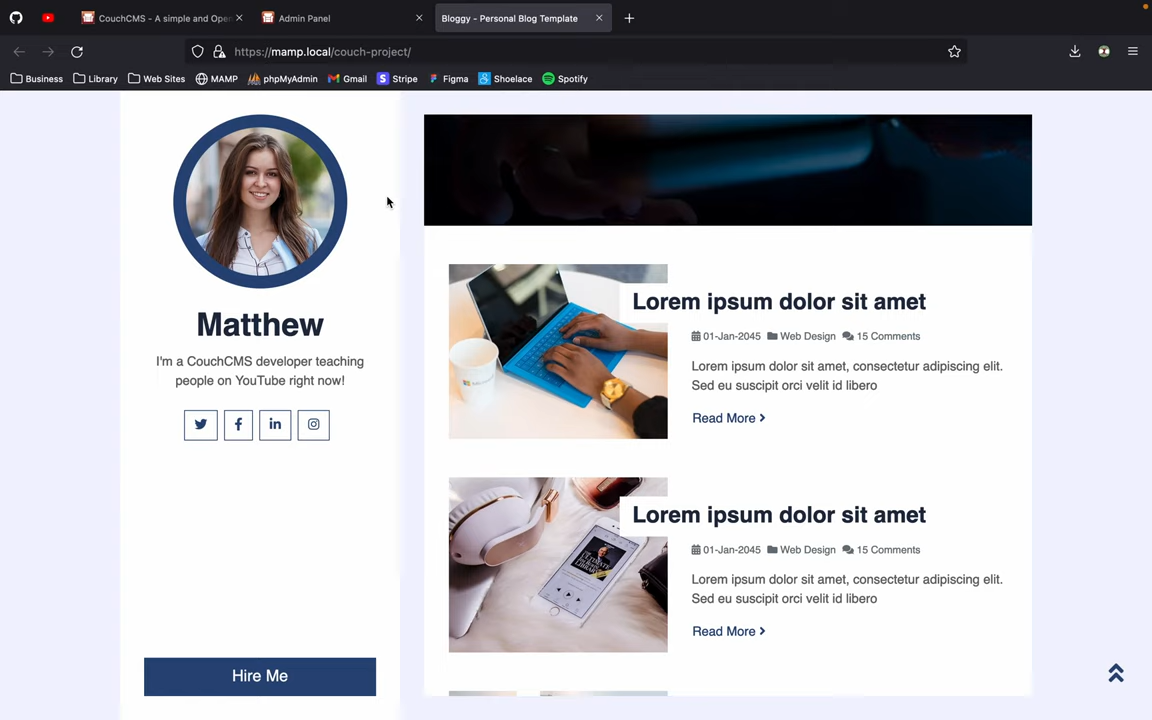 CouchCMS - A simple and Open
Admin Panel
Bloggy - Personal Blog Template
https://mamp.local/couch-project/
Business
Library
Web Sites
MAMP
phpMyAdmin
Gmail
Stripe
Figma
Shoelace
Spotify
Matthew
I'm a CouchCMS developer teaching
people on YouTube right now!
Hire Me
Lorem ipsum dolor sit amet
01-Jan-2045 Web Design 15 Comments
Lorem ipsum dolor sit amet, consectetur adipiscing elit.
Sed eu suscipit orci velit id libero
Read More
Lorem ipsum dolor sit amet
01-Jan-2045 Web Design 15 Comments
Lorem ipsum dolor sit amet, consectetur adipiscing elit.
Sed eu suscipit orci velit id libero
Read More